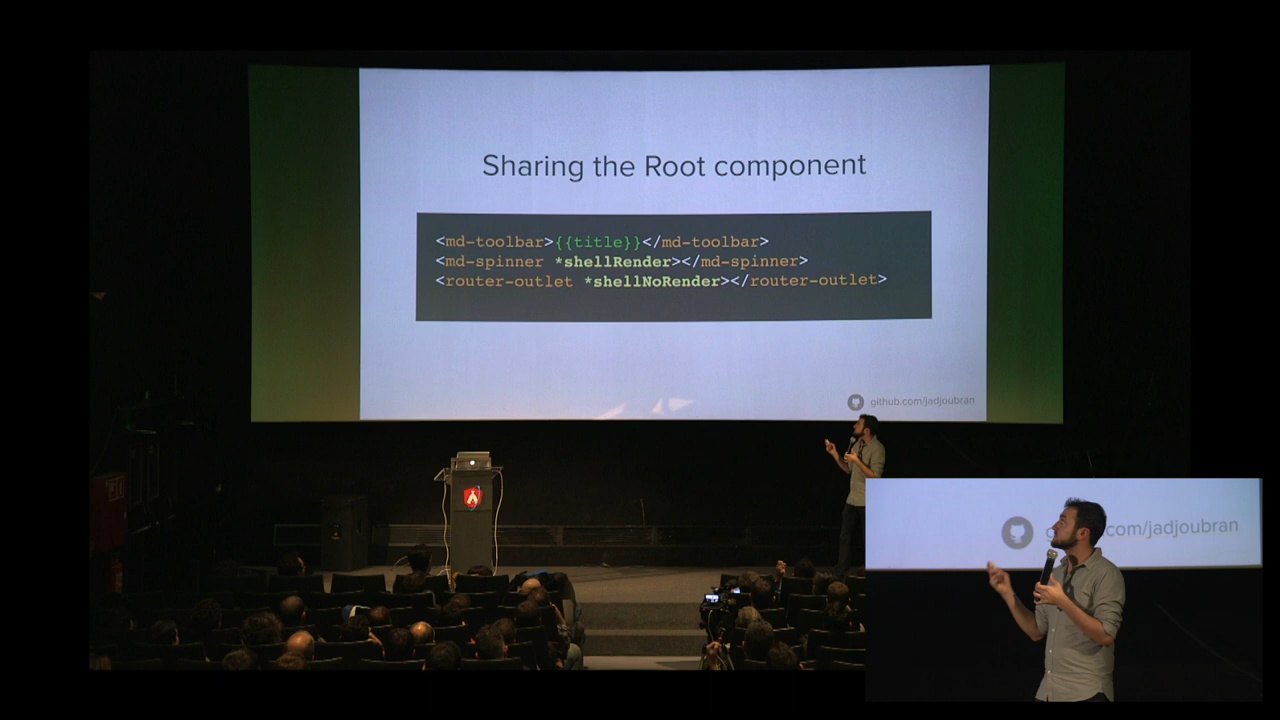 Sharing the Root component
<md-toolbar>{{title}}</md-toolbar>
<md-spinner *shellRender></md-spinner>
<router-outlet *shellNoRender></router-outlet>
github.com/jadjoubran
g .com/jadjoubran